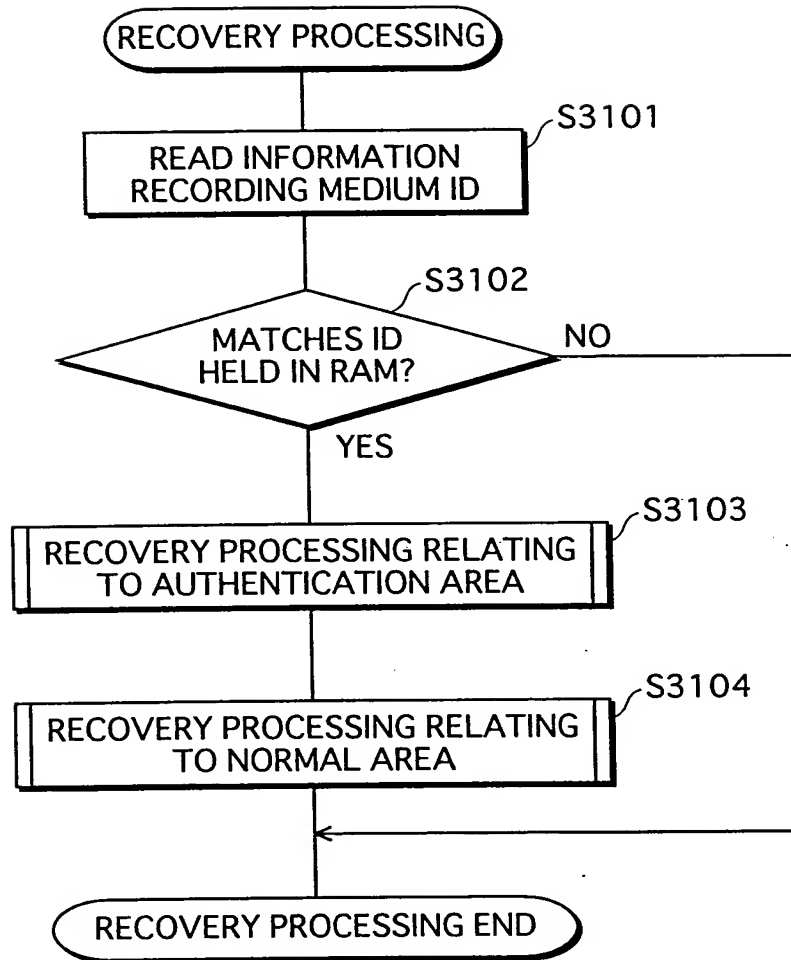 RECOVERY PROCESSING
S3101
READ INFORMATION
RECORDING MEDIUM ID
S3102
MATCHES ID
HELD IN RAM?
NO
YES
S3103
RECOVERY PROCESSING RELATING
TO AUTHENTICATION AREA
S3104
RECOVERY PROCESSING RELATING
TO NORMAL AREA
RECOVERY PROCESSING END